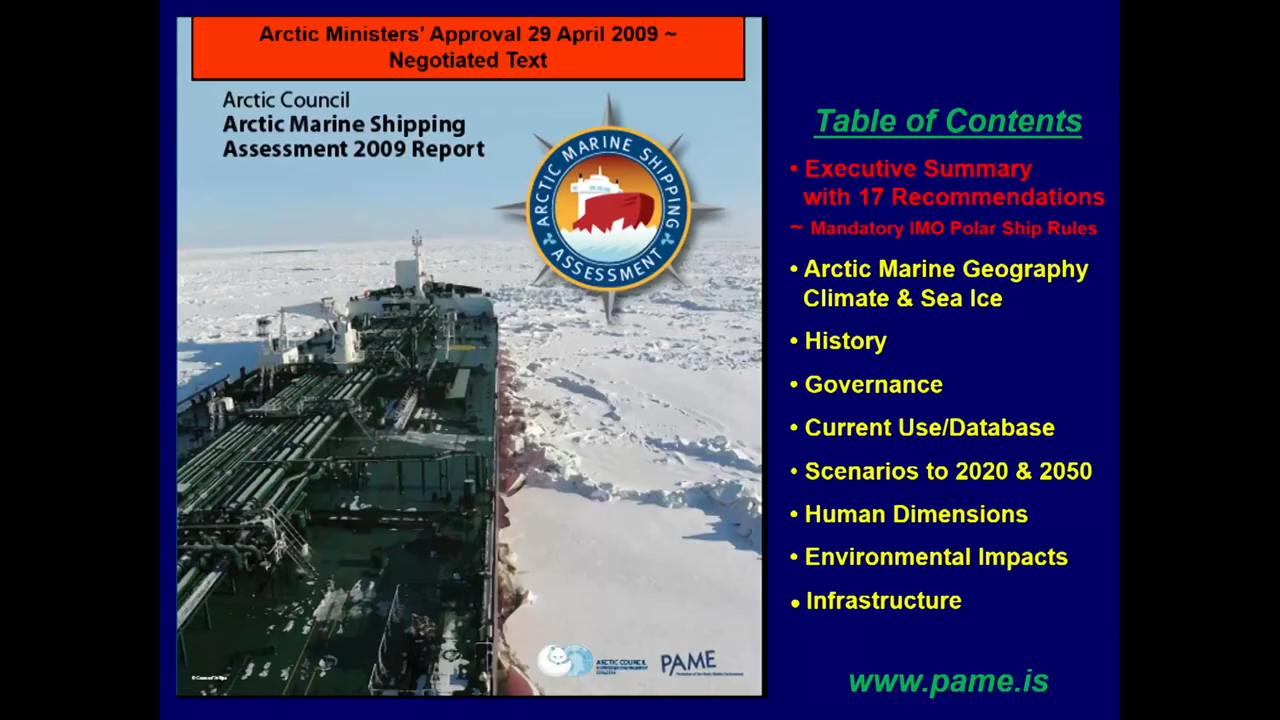 Arctic Ministers' Approval 29 April 2009 ~
Negotiated Text
Arctic Council
Arctic Marine Shipping
Assessment 2009 Report
ARCTIC MARINE SHIPPING
ASSESSMENT
ARCTIC COUNCIL
PAME
Table of Contents
• Executive Summary
with 17 Recommendations
~ Mandatory IMO Polar Ship Rules
• Arctic Marine Geography
Climate & Sea Ice
• History
• Governance
• Current Use/Database
• Scenarios to 2020 & 2050
• Human Dimensions
• Environmental Impacts
• Infrastructure
www.pame.is